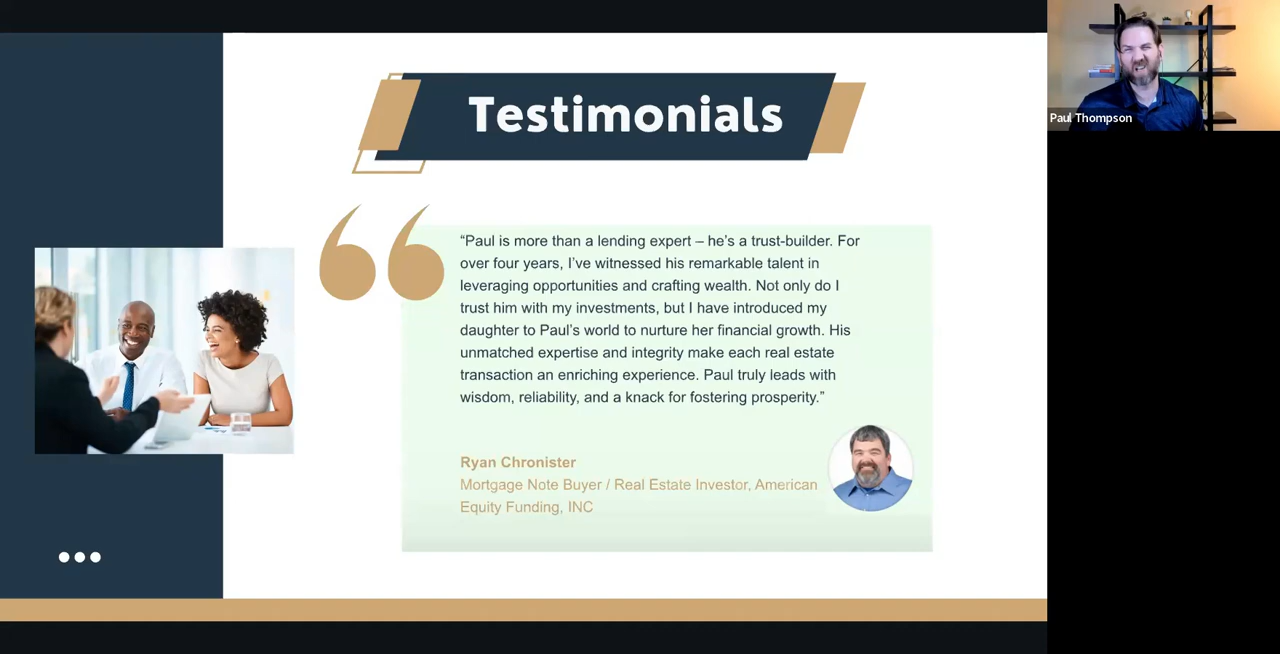 Testimonials
“Paul is more than a lending expert – he’s a trust-builder. For
over four years, I’ve witnessed his remarkable talent in
leveraging opportunities and crafting wealth. Not only do I
trust him with my investments, but I have introduced my
daughter to Paul’s world to nurture her financial growth. His
unmatched expertise and integrity make each real estate
transaction an enriching experience. Paul truly leads with
wisdom, reliability, and a knack for fostering prosperity.”
Ryan Chronister
Mortgage Note Buyer / Real Estate Investor, American
Equity Funding, INC
Paul Thompson